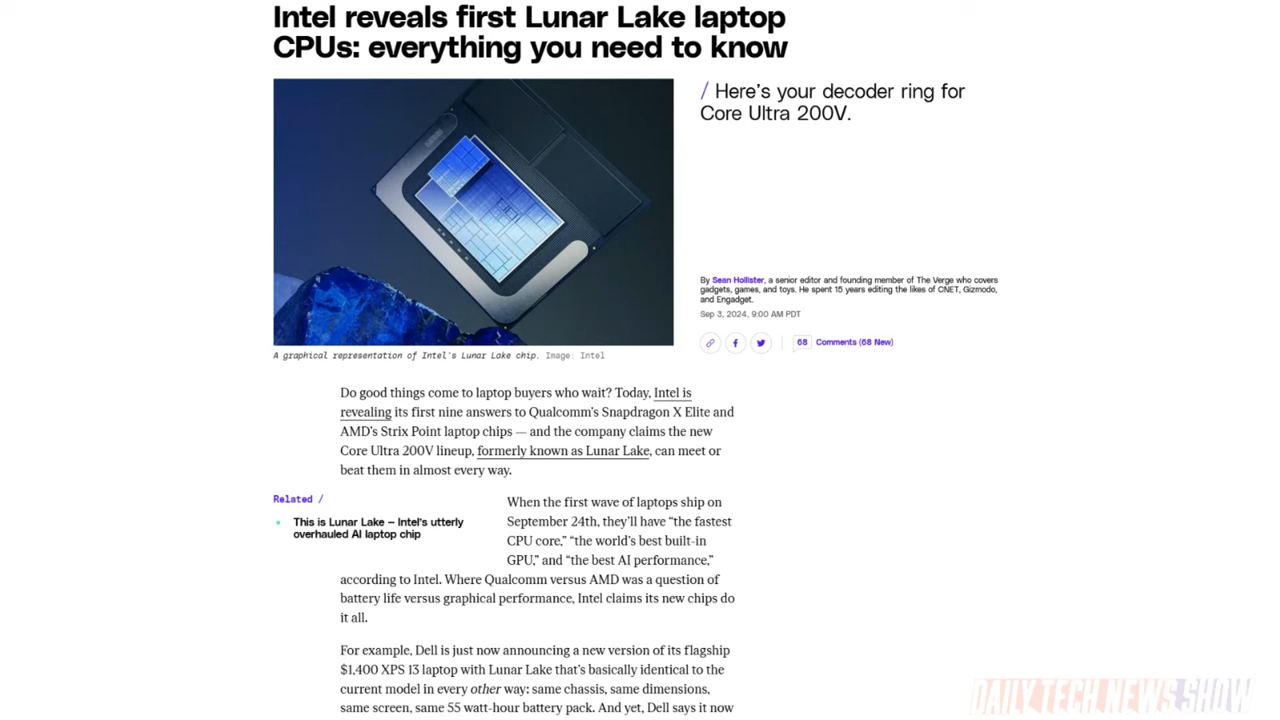 Intel reveals first Lunar Lake laptop
CPUs: everything you need to know
/ Here's your decoder ring for
Core Ultra 200V.
By Sean Hollister, a senior editor and founding member of The Verge who covers
gadgets, games, and toys. He spent 15 years editing the likes of CNET, Gizmodo,
and Engadget.
Sep 3, 2024, 9:00 AM PDT
68 Comments (68 New)
A graphical representation of Intel's Lunar Lake chip. Image: Intel
Do good things come to laptop buyers who wait? Today, Intel is
revealing its first nine answers to Qualcomm's Snapdragon X Elite and
AMD's Strix Point laptop chips — and the company claims the new
Core Ultra 200V lineup, formerly known as Lunar Lake, can meet or
beat them in almost every way.
Related /
This is Lunar Lake — Intel's utterly
overhauled AI laptop chip
When the first wave of laptops ship on
September 24th, they'll have “the fastest
CPU core,” “the world's best built-in
GPU,” and “the best AI performance,”
according to Intel. Where Qualcomm versus AMD was a question of
battery life versus graphical performance, Intel claims its new chips do
it all.
For example, Dell is just now announcing a new version of its flagship
$1,400 XPS 13 laptop with Lunar Lake that's basically identical to the
current model in every other way: same chassis, same dimensions,
same screen, same 55 watt-hour battery pack. And yet, Dell says it now
DAILY TECH NEWS SHOW